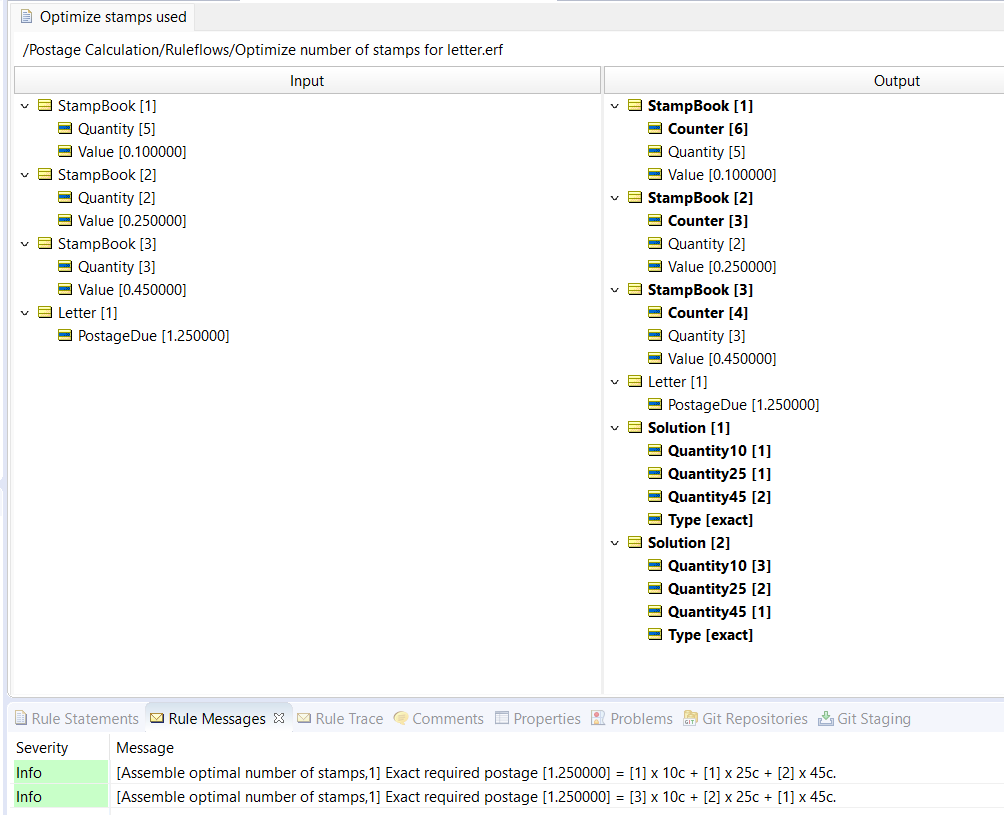 Optimize stamps used
/Postage Calculation/Ruleflows/Optimize number of stamps for letter.erf
Input
StampBook [1]
Quantity [5]
Value [0.100000]
StampBook [2]
Quantity [2]
Value [0.250000]
StampBook [3]
Quantity [3]
Value [0.450000]
Letter [1]
PostageDue [1.250000]
Output
StampBook [1]
Counter [6]
Quantity [5]
Value [0.100000]
StampBook [2]
Counter [3]
Quantity [2]
Value [0.250000]
StampBook [3]
Counter [4]
Quantity [3]
Value [0.450000]
Letter [1]
PostageDue [1.250000]
Solution [1]
Quantity10 [1]
Quantity25 [1]
Quantity45 [2]
Type [exact]
Solution [2]
Quantity10 [3]
Quantity25 [2]
Quantity45 [1]
Type [exact]
Rule Statements Rule Messages Rule Trace Comments Properties Problems Git Repositories Git Staging
Severity Message
Info [Assemble optimal number of stamps,1] Exact required postage [1.250000] = [1] x 10c + [1] x 25c + [2] x 45c.
Info [Assemble optimal number of stamps,1] Exact required postage [1.250000] = [3] x 10c + [2] x 25c + [1] x 45c.